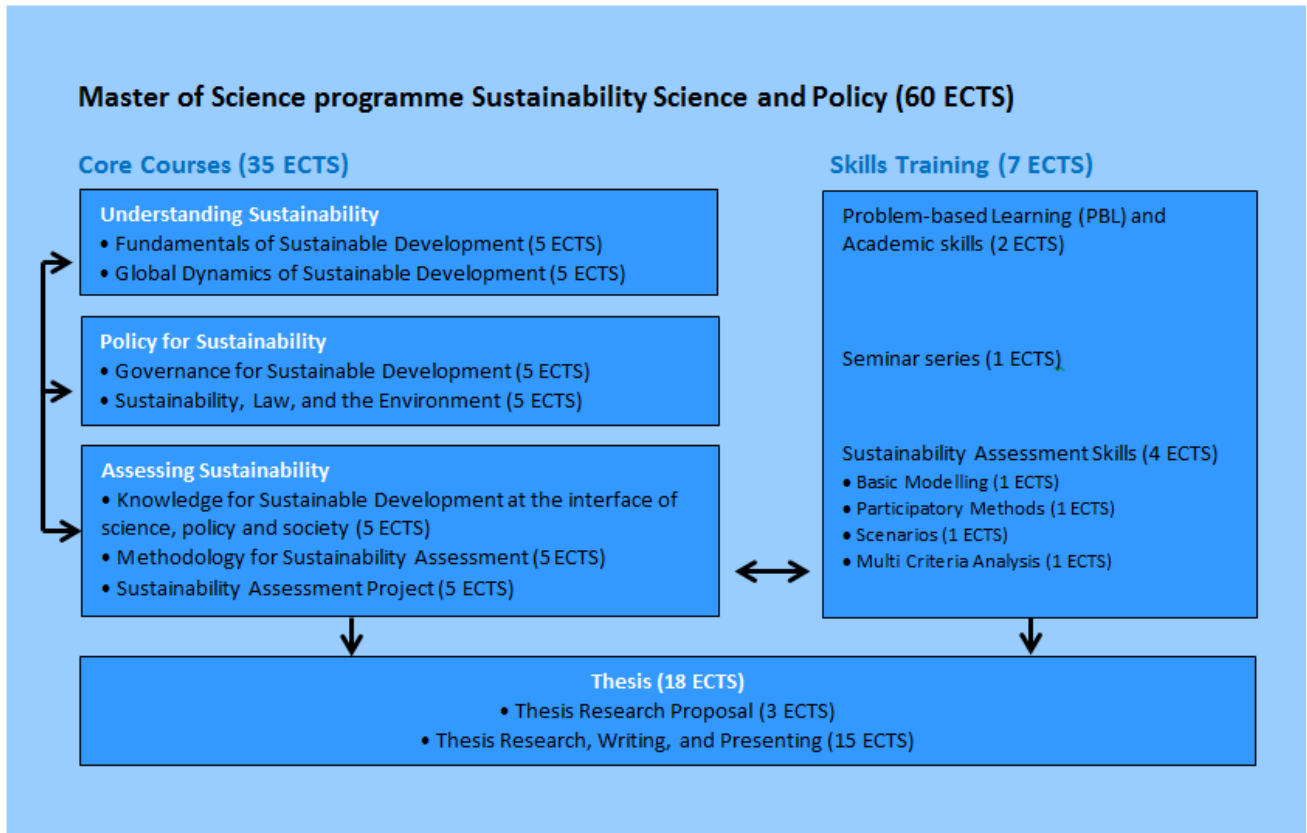 Master of Science programme Sustainability Science and Policy (60 ECTS)
Core Courses (35 ECTS)
Understanding Sustainability
• Fundamentals of Sustainable Development (5 ECTS)
• Global Dynamics of Sustainable Development (5 ECTS)
Policy for Sustainability
• Governance for Sustainable Development (5 ECTS)
• Sustainability, Law, and the Environment (5 ECTS)
Assessing Sustainability
• Knowledge for Sustainable Development at the interface of
science, policy and society (5 ECTS)
• Methodology for Sustainability Assessment (5 ECTS)
• Sustainability Assessment Project (5 ECTS)
Skills Training (7 ECTS)
Problem-based Learning (PBL) and
Academic skills (2 ECTS)
Seminar series (1 ECTS)
Sustainability Assessment Skills (4 ECTS)
• Basic Modelling (1 ECTS)
• Participatory Methods (1 ECTS)
• Scenarios (1 ECTS)
• Multi Criteria Analysis (1 ECTS)
Thesis (18 ECTS)
• Thesis Research Proposal (3 ECTS)
• Thesis Research, Writing, and Presenting (15 ECTS)